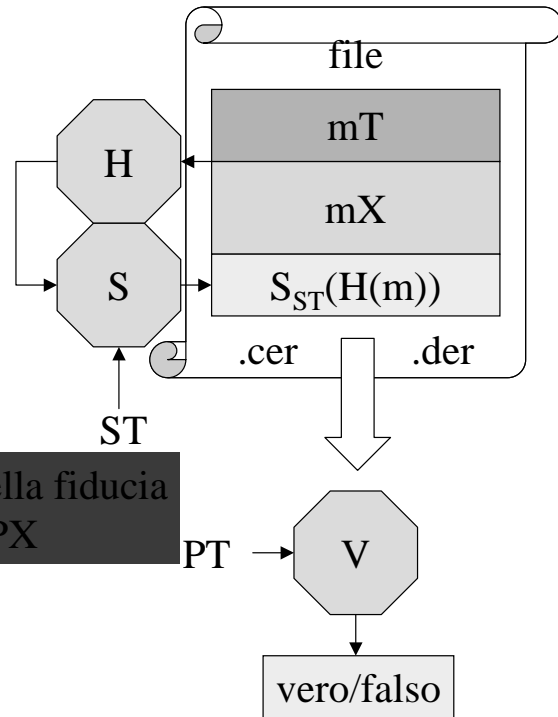 file
mT
H
mX
S
S_ST(H(m))
.cer .der
ST
ella fiducia
PX
PT
V
vero/falso